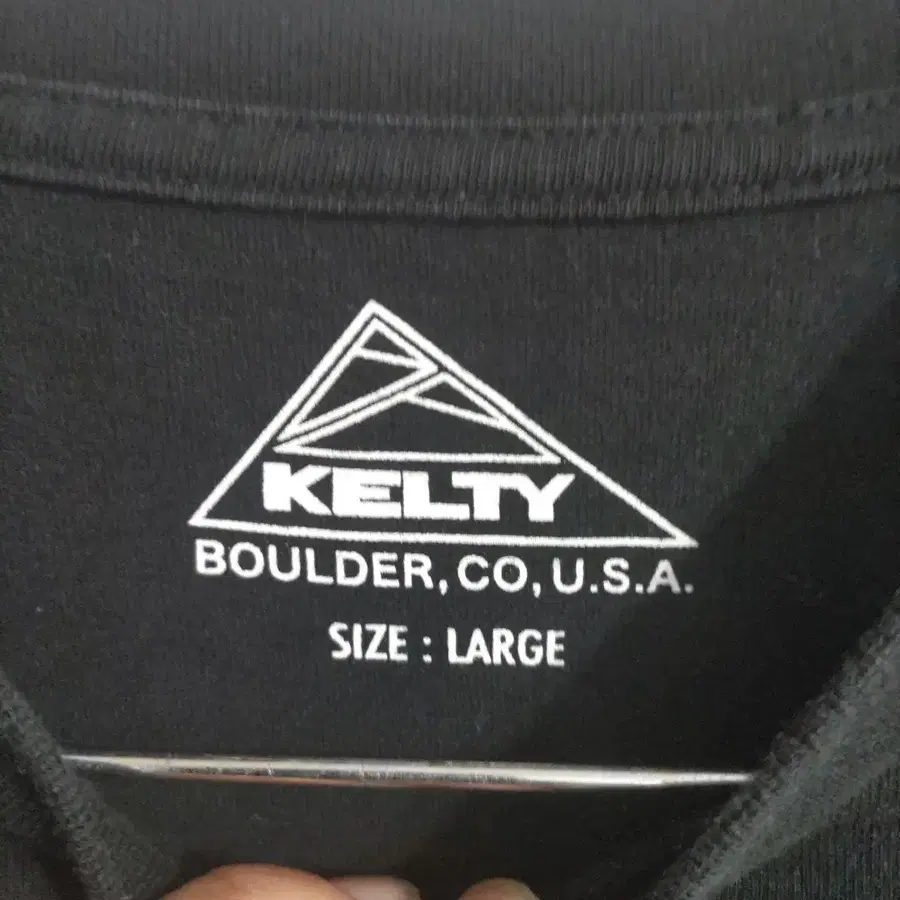 KELTY
BOULDER, CO, U.S.A.
SIZE : LARGE